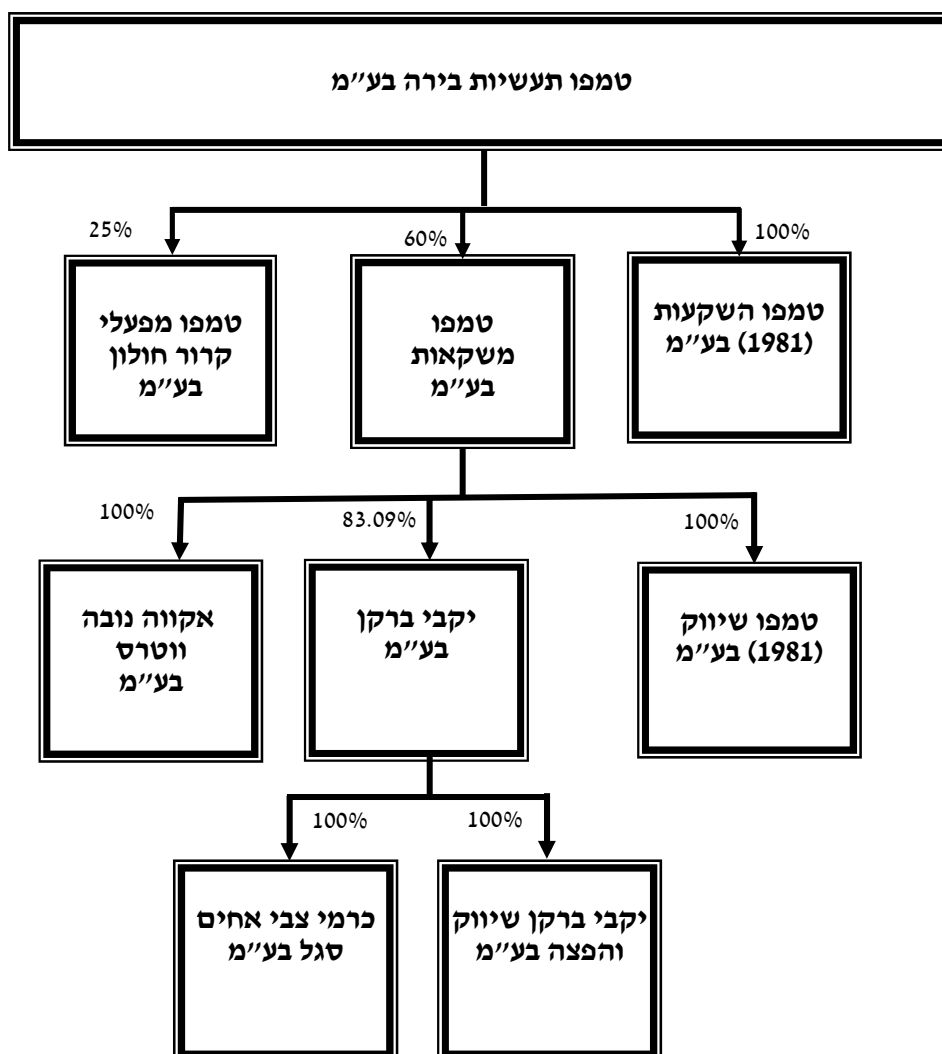 טמפו תעשיות בירה בע״מ
100%
60%
25%
טמפו השקעות
(1981) בע״מ
טמפו
משקאות
בע״מ
טמפו מפעלי
קרור חולון
בע״מ
100%
83.09%
100%
טמפו שיווק
(1981) בע״מ
יקבי ברקן
בע״מ
אקווה נובה
ווטרס
בע״מ
100%
100%
יקבי ברקן שיווק
והפצה בע״מ
כרמי צבי אחים
סגל בע״מ